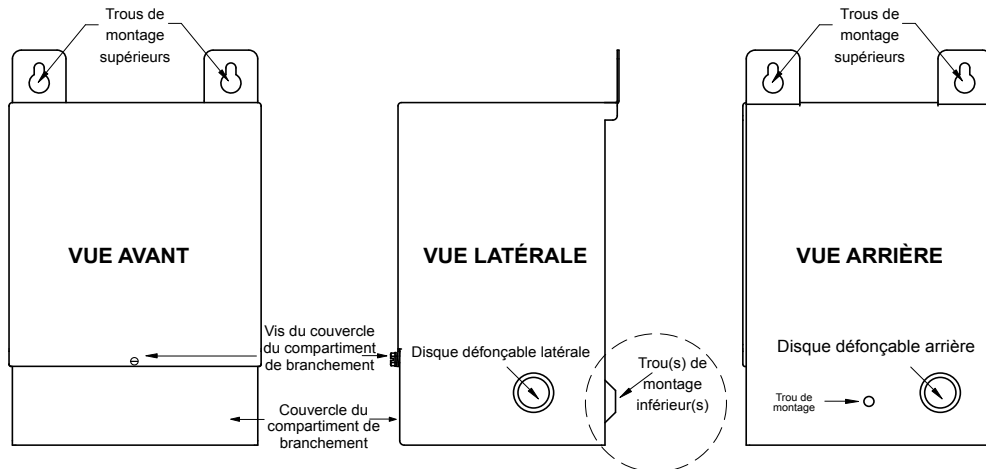 Trous de
montage
supérieurs
VUE AVANT
Vis du couvercle
du compartiment
de branchement
Couvercle du
compartiment de
branchement
VUE LATÉRALE
Disque défonçable latérale
Trou(s) de
montage
inférieur(s)
Trous de
montage
supérieurs
VUE ARRIÈRE
Disque défonçable arrière
Trou de
montage